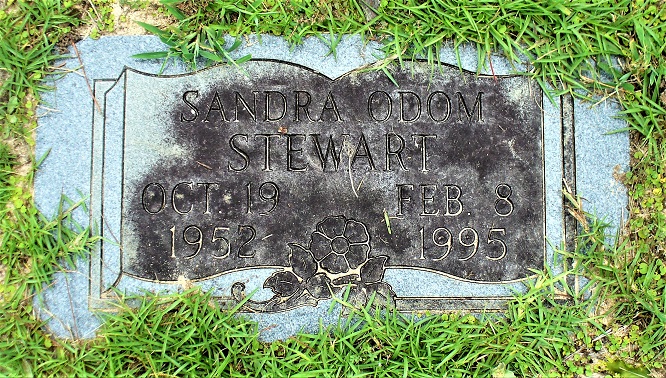 SANDRA ODOM
STEWART
OCT. 19 FEB. 8
1952 1995